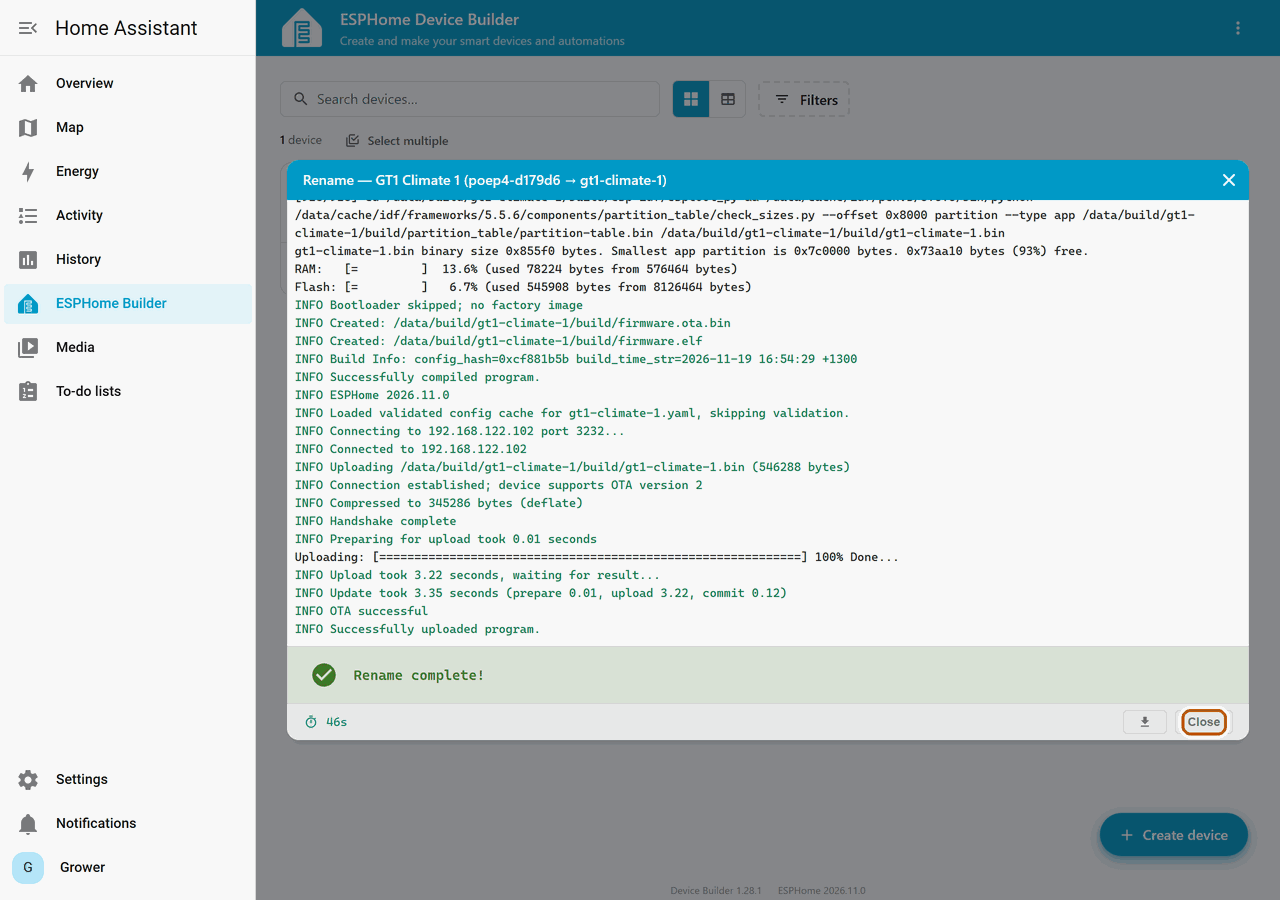 Home Assistant
ESPHome Device Builder
Create and make your smart devices and automations
Overview
Map
Energy
Activity
History
ESPHome Builder
Media
To-do lists
Settings
Notifications
G Grower
Search devices...
Filters
1 device
Select multiple
Rename — GT1 Climate 1 (poep4-d179d6 → gt1-climate-1)
/data/cache/idf/frameworks/5.5.6/components/partition_table/check_sizes.py --offset 0x8000 partition --type app /data/build/gt1-
climate-1/build/partition_table/partition-table.bin /data/build/gt1-climate-1/build/gt1-climate-1.bin
gt1-climate-1.bin binary size 0x855f0 bytes. Smallest app partition is 0x7c0000 bytes. 0x73aa10 bytes (93%) free.
RAM:   [=         ]  13.6% (used 78224 bytes from 576464 bytes)
Flash: [=         ]   6.7% (used 545908 bytes from 8126464 bytes)
INFO Bootloader skipped; no factory image
INFO Created: /data/build/gt1-climate-1/build/firmware.ota.bin
INFO Created: /data/build/gt1-climate-1/build/firmware.elf
INFO Build Info: config_hash=0xcf881b5b build_time_str=2026-11-19 16:54:29 +1300
INFO Successfully compiled program.
INFO ESPHome 2026.11.0
INFO Loaded validated config cache for gt1-climate-1.yaml, skipping validation.
INFO Connecting to 192.168.122.102 port 3232...
INFO Connected to 192.168.122.102
INFO Uploading /data/build/gt1-climate-1/build/gt1-climate-1.bin (546288 bytes)
INFO Connection established; device supports OTA version 2
INFO Compressed to 345286 bytes (deflate)
INFO Handshake complete
INFO Preparing for upload took 0.01 seconds
Uploading: [============================================================] 100% Done...
INFO Upload took 3.22 seconds, waiting for result...
INFO Update took 3.35 seconds (prepare 0.01, upload 3.22, commit 0.12)
INFO OTA successful
INFO Successfully uploaded program.
Rename complete!
46s
Close
Create device
Device Builder 1.28.1 ESPHome 2026.11.0